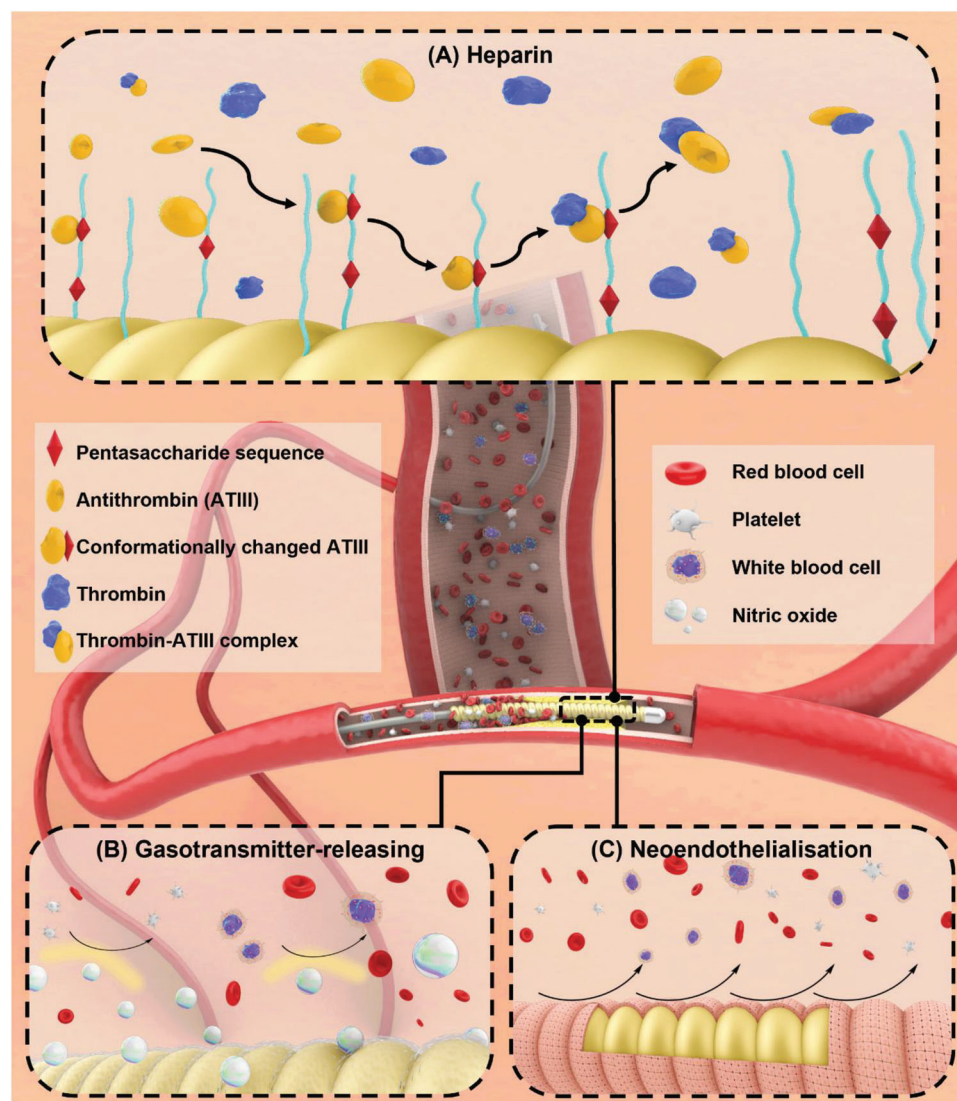 (A) Heparin
Pentasaccharide sequence
Antithrombin (ATIII)
Conformationally changed ATIII
Thrombin
Thrombin-ATIII complex
Red blood cell
Platelet
White blood cell
Nitric oxide
(B) Gasotransmitter-releasing
(C) Neoendothelialisation